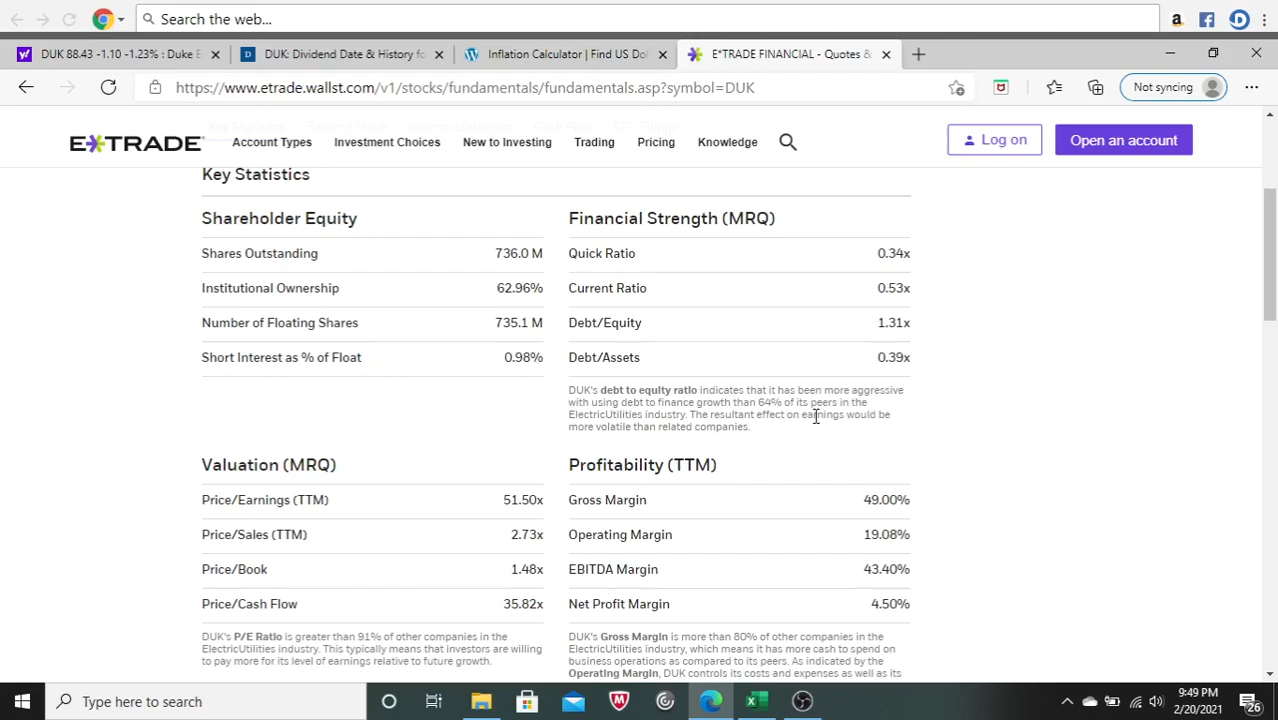 Search the web...
DUK 88.43 -1.10 -1.23% : Duke E
DUK: Dividend Date & History for
Inflation Calculator | Find US Dol
E*TRADE FINANCIAL - Quotes &
https://www.etrade.wallst.com/v1/stocks/fundamentals/fundamentals.asp?symbol=DUK
Not syncing
E*TRADE
Account Types
Investment Choices
New to Investing
Trading
Pricing
Knowledge
Log on
Open an account
Key Statistics
Shareholder Equity
Shares Outstanding 736.0 M
Institutional Ownership 62.96%
Number of Floating Shares 735.1 M
Short Interest as % of Float 0.98%
Financial Strength (MRQ)
Quick Ratio 0.34x
Current Ratio 0.53x
Debt/Equity 1.31x
Debt/Assets 0.39x
DUK's debt to equity ratio indicates that it has been more aggressive
with using debt to finance growth than 64% of its peers in the
ElectricUtilities industry. The resultant effect on earnings would be
more volatile than related companies.
Valuation (MRQ)
Price/Earnings (TTM) 51.50x
Price/Sales (TTM) 2.73x
Price/Book 1.48x
Price/Cash Flow 35.82x
DUK's P/E Ratio is greater than 91% of other companies in the
ElectricUtilities industry. This typically means that investors are willing
to pay more for its level of earnings relative to future growth.
Profitability (TTM)
Gross Margin 49.00%
Operating Margin 19.08%
EBITDA Margin 43.40%
Net Profit Margin 4.50%
DUK's Gross Margin is more than 80% of other companies in the
ElectricUtilities industry, which means it has more cash to spend on
business operations as compared to its peers. As indicated by the
Operating Margin, DUK controls its costs and expenses as well as its
Type here to search
9:49 PM
2/20/2021
26